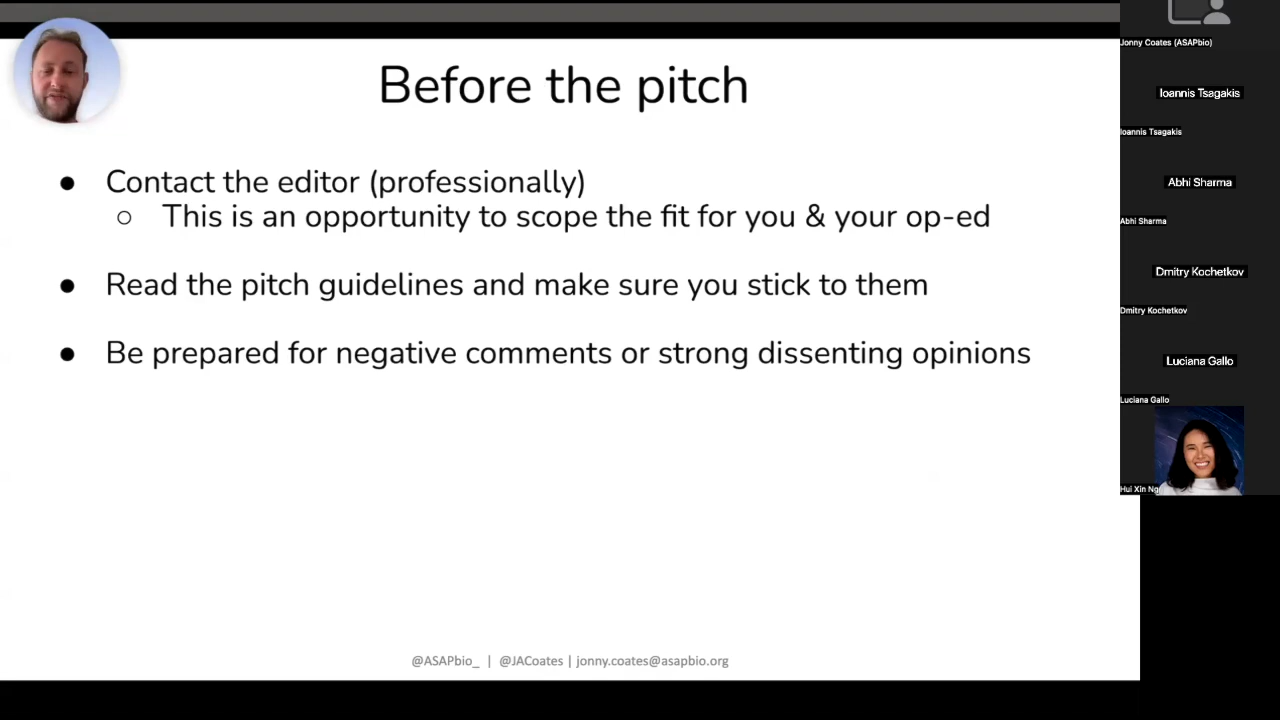 Before the pitch
● Contact the editor (professionally)
○ This is an opportunity to scope the fit for you & your op-ed
● Read the pitch guidelines and make sure you stick to them
● Be prepared for negative comments or strong dissenting opinions
@ASAPbio_ | @JACoates | jonny.coates@asapbio.org
Jonny Coates (ASAPbio)
Ioannis Tsagakis
Ioannis Tsagakis
Abhi Sharma
Abhi Sharma
Dmitry Kochetkov
Dmitry Kochetkov
Luciana Gallo
Luciana Gallo
Hui Xin Ng